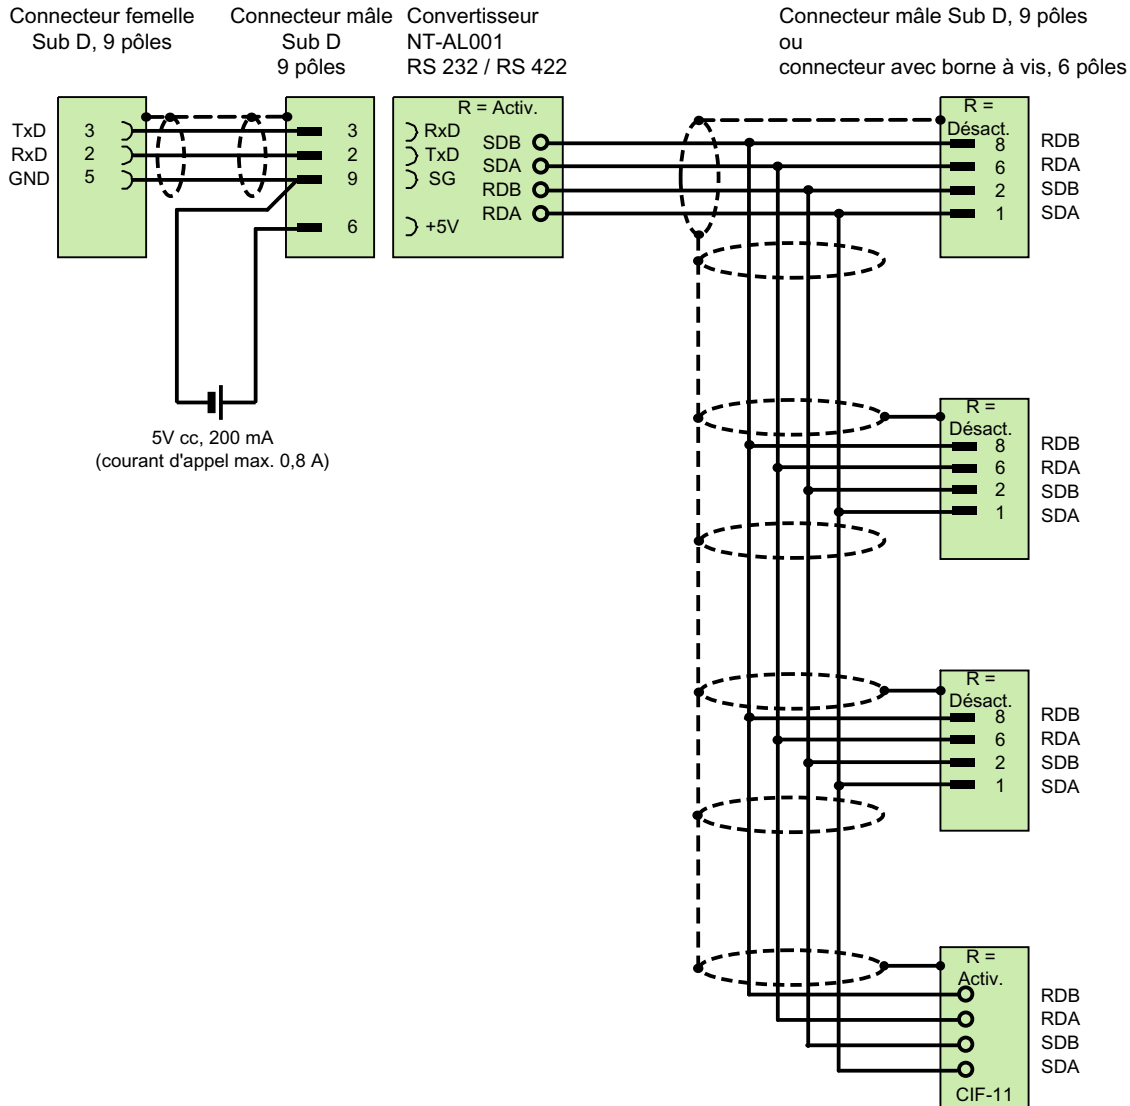 Connecteur femelle
Sub D, 9 pôles
Connecteur mâle
Sub D
9 pôles
Convertisseur
NT-AL001
RS 232 / RS 422
Connecteur mâle Sub D, 9 pôles
ou
connecteur avec borne à vis, 6 pôles
TxD 3
RxD 2
GND 5
3
2
9
6
R = Activ.
RxD
TxD
SG
+5V
SDB
SDA
RDB
RDA
R =
Désact.
8 RDB
6 RDA
2 SDB
1 SDA
5V cc, 200 mA
(courant d'appel max. 0,8 A)
R =
Désact.
8 RDB
6 RDA
2 SDB
1 SDA
R =
Désact.
8 RDB
6 RDA
2 SDB
1 SDA
R =
Activ.
RDB
RDA
SDB
SDA
CIF-11